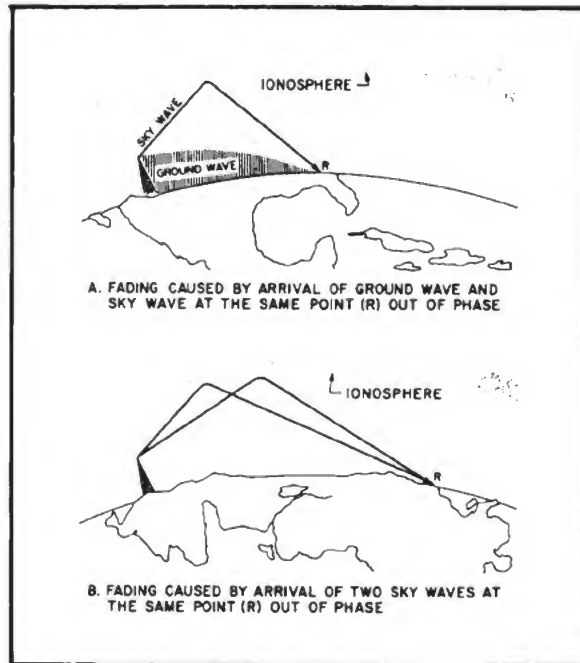 IONOSPHERE
SKY WAVE
GROUND WAVE
R
A. FADING CAUSED BY ARRIVAL OF GROUND WAVE AND
SKY WAVE AT THE SAME POINT (R) OUT OF PHASE
IONOSPHERE
R
B. FADING CAUSED BY ARRIVAL OF TWO SKY WAVES AT
THE SAME POINT (R) OUT OF PHASE